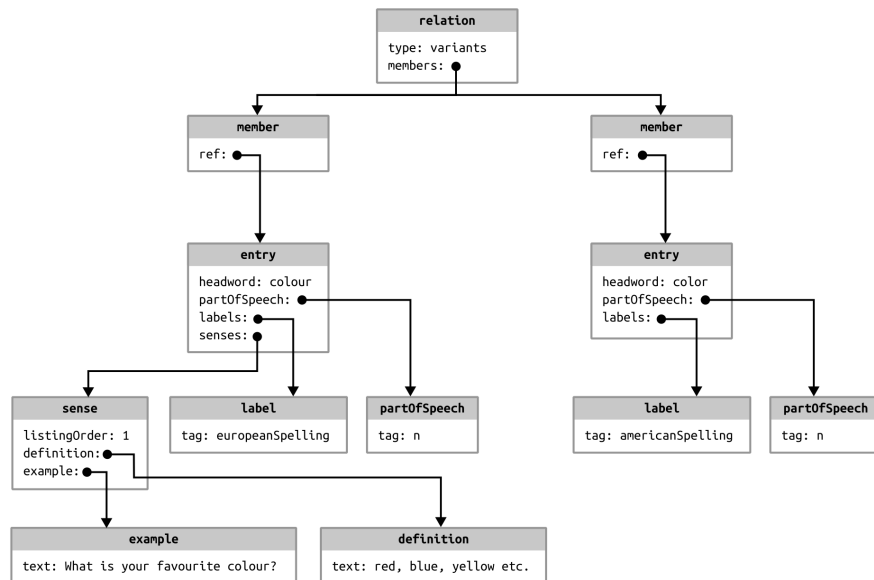 relation
type: variants
members:
member
ref:
member
ref:
entry
headword: colour
partOfSpeech:
labels:
senses:
entry
headword: color
partOfSpeech:
labels:
sense
listingOrder: 1
definition:
example:
label
tag: europeanSpelling
partOfSpeech
tag: n
label
tag: americanSpelling
partOfSpeech
tag: n
example
text: What is your favourite colour?
definition
text: red, blue, yellow etc.